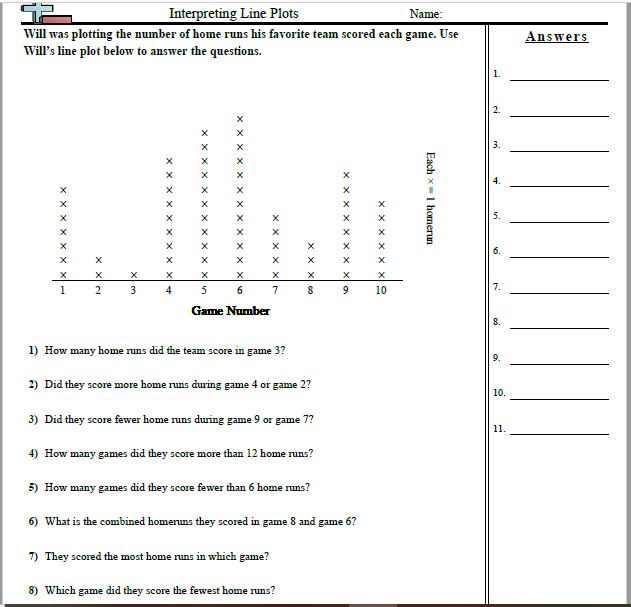 Interpreting Line Plots Name:
Will was plotting the number of home runs his favorite team scored each game. Use
Will's line plot below to answer the questions.
x
x x
x x
x x x
x x x x
x x x x x
x x x x x x
x x x x x x x
x x x x x x x
x x x x x x x x
x x x x x x x x x
x x x x x x x x x x
1 2 3 4 5 6 7 8 9 10
Game Number
Each x = 1 homerun
1) How many home runs did the team score in game 3?
2) Did they score more home runs during game 4 or game 2?
3) Did they score fewer home runs during game 9 or game 7?
4) How many games did they score more than 12 home runs?
5) How many games did they score fewer than 6 home runs?
6) What is the combined homeruns they scored in game 8 and game 6?
7) They scored the most home runs in which game?
8) Which game did they score the fewest home runs?
Answers
1.
2.
3.
4.
5.
6.
7.
8.
9.
10.
11.